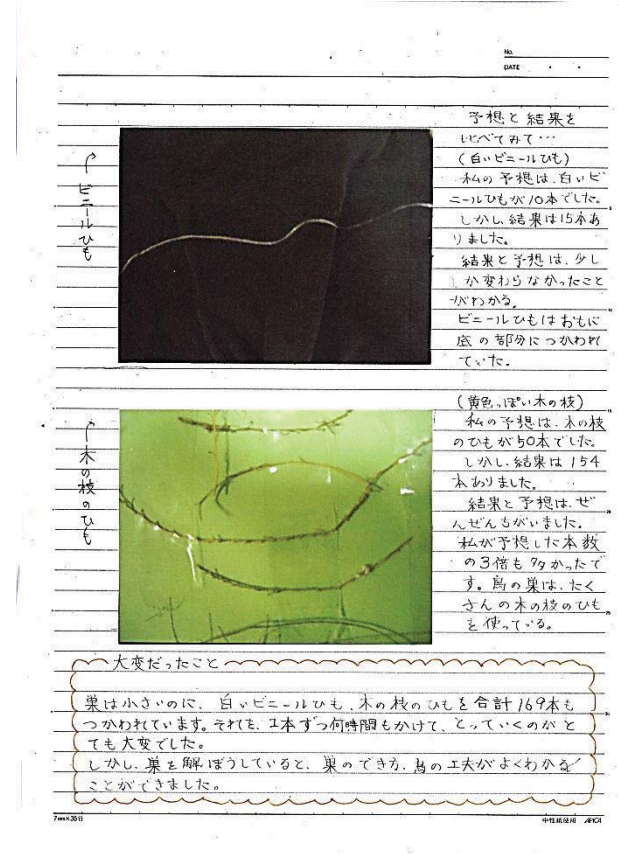 No.
DATE ・ ・
予想と結果を
比べてみて…
(白いビニールひも)
私の予想は、白いビ
ニールひもが10本でした。
しかし、結果は15本あ
りました。
結果と予想は、少し
しか変わらなかったこと
がわかる。
ビニールひもはおもに
底の部分につかわれ
ていた。
ビニールひも
(黄色っぽい木の枝)
私の予想は、木の枝
のひもが50本でした。
しかし、結果は154
本ありました。
結果と予想は、ぜ
んぜんちがいました。
私が予想した本数
の3倍も多かったで
す。鳥の巣は、たく
さんの木の枝のひも
を使っている。
木の枝のひも
大変だったこと
巣は小さいのに、白いビニールひも、木の枝のひもを合計169本も
つかわれています。それを、1本ずつ何時間もかけて、とっていくのがと
ても大変でした。
しかし、巣を解ぼうしていると、巣のでき方、鳥の工夫がよくわかる
ことができました。
7mm×35行
中性紙使用 APICA